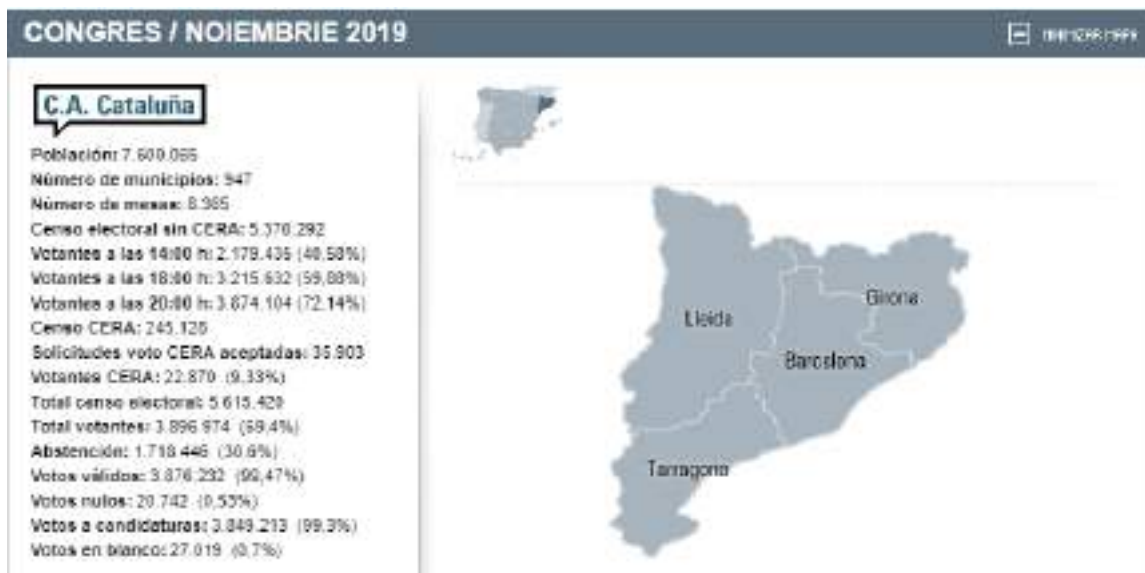 CONGRES / NOIEMBRIE 2019
C.A. Cataluña
Población: 7.600.065
Número de municipios: 947
Número de mesas:
Censo electoral sin CERA: 5.370.292
Votantes a las 14:00 h: 2.179.435 (40,58%)
Votantes a las 18:00 h: 3.215.632 (59,88%)
Votantes a las 20:00 h: 3.874.104 (72,14%)
Censo CERA: 245.128
Solicitudes voto CERA aceptadas: 35.903
Votantes CERA: 22.870 (9,33%)
Total censo electoral: 5.615.420
Total votantes: 3.896.974 (69,4%)
Abstención: 1.718.446 (30,6%)
Votos válidos: 3.876.232 (99,47%)
Votos nulos: 20.742 (0,53%)
Votos a candidaturas: 3.849.213 (99,3%)
Votos en blanco: 27.019 (0,7%)
Lleida
Girona
Barcelona
Tarragona